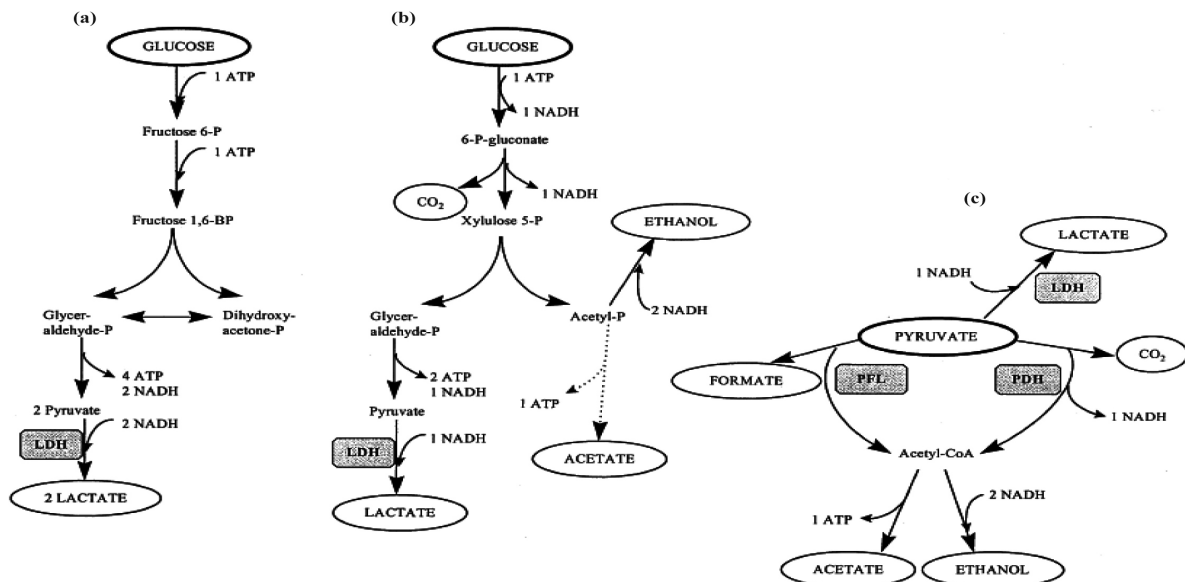 (a)
GLUCOSE
1 ATP
Fructose 6-P
1 ATP
Fructose 1,6-BP
Glycer-
aldehyde-P
Dihydroxy-
acetone-P
4 ATP
2 NADH
2 Pyruvate
2 NADH
LDH
2 LACTATE
(b)
GLUCOSE
1 ATP
1 NADH
6-P-gluconate
1 NADH
CO2
Xylulose 5-P
ETHANOL
2 NADH
Glycer-
aldehyde-P
Acetyl-P
2 ATP
1 NADH
1 ATP
Pyruvate
1 NADH
LDH
LACTATE
ACETATE
(c)
LACTATE
1 NADH
LDH
PYRUVATE
CO2
FORMATE
PFL
PDH
1 NADH
Acetyl-CoA
2 NADH
1 ATP
ACETATE
ETHANOL